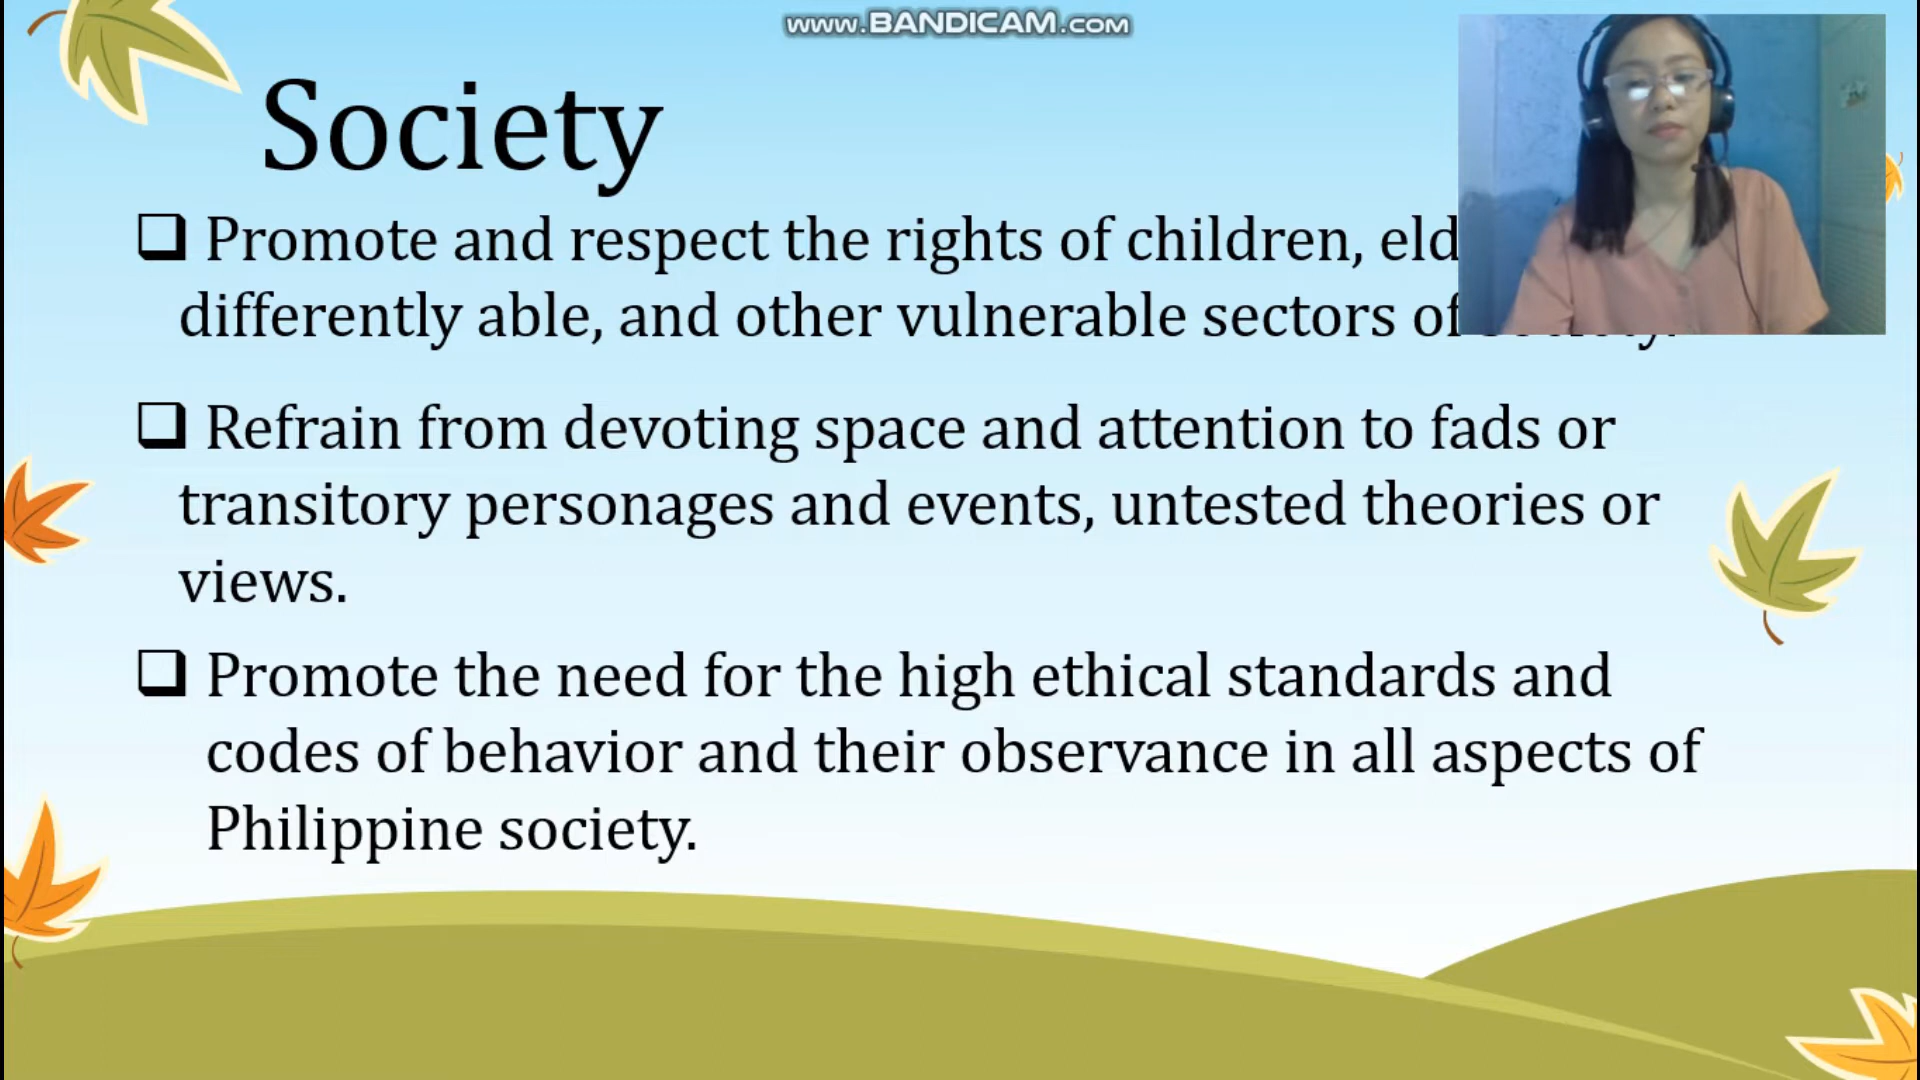 www.BANDICAM.com
Society
Promote and respect the rights of children,
differently able, and other vulnerable sectors of
Refrain from devoting space and attention to fads or
transitory personages and events, untested theories or
views.
Promote the need for the high ethical standards and
codes of behavior and their observance in all aspects of
Philippine society.